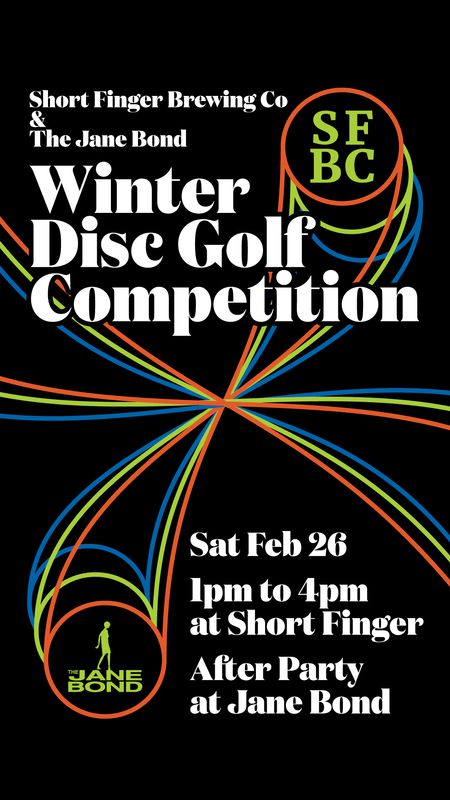 Short Finger Brewing Co
&
The Jane Bond
SF
BC
Winter
Disc Golf
Competition
Sat Feb 26
1pm to 4pm
at Short Finger
After Party
at Jane Bond
THE JANE
BOND